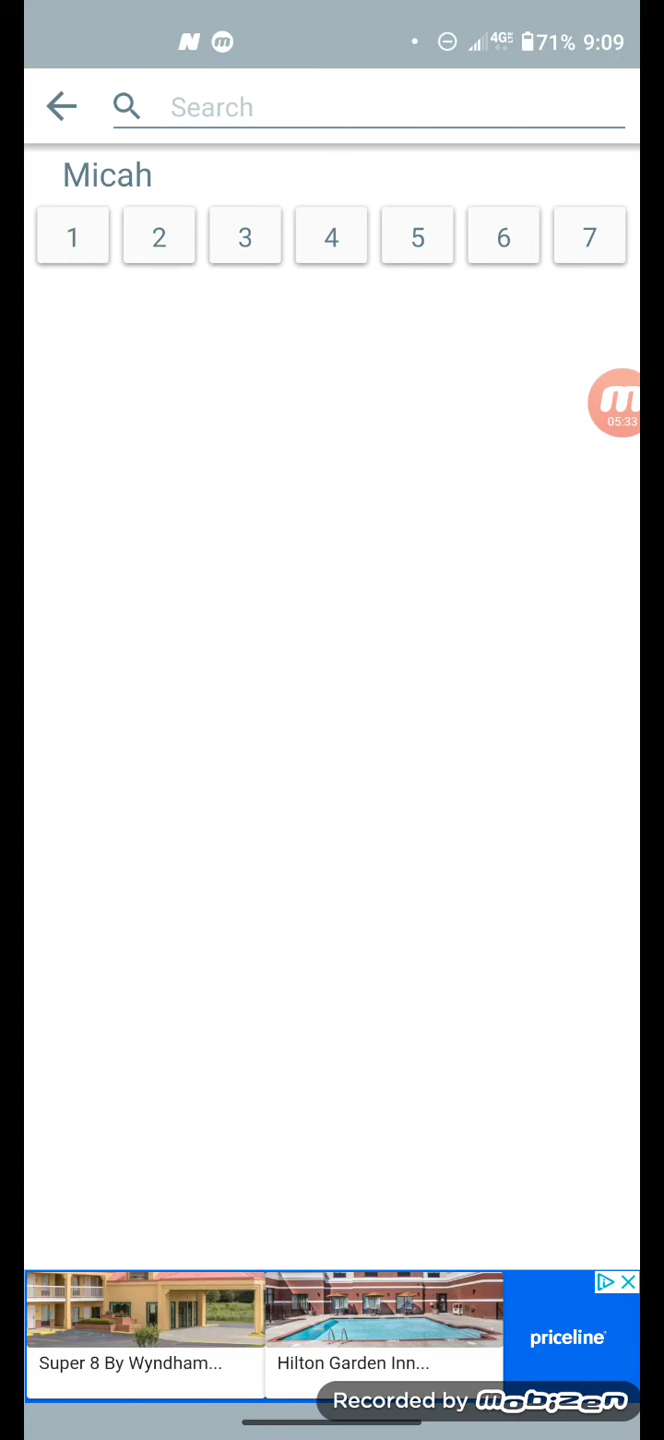 N m • 4GE 71% 9:09
Search
Micah
1 2 3 4 5 6 7
m
05:33
Super 8 By Wyndham... Hilton Garden Inn... priceline
Recorded by mobizen